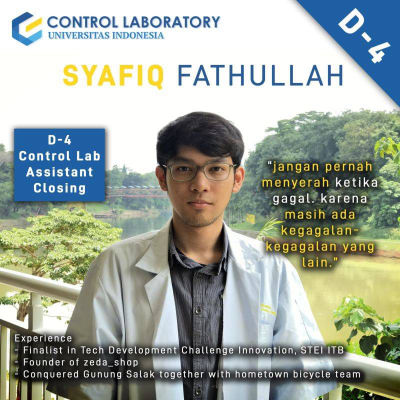 CONTROL LABORATORY
UNIVERSITAS INDONESIA
D-4
SYAFIQ FATHULLAH
D-4
Control Lab
Assistant
Closing
"jangan pernah
menyerah ketika
gagal. karena
masih ada
kegagalan-
kegagalan yang
lain."
Experience
- Finalist in Tech Development Challenge Innovation, STEI ITB
- Founder of zeda_shop
- Conquered Gunung Salak together with hometown bicycle team